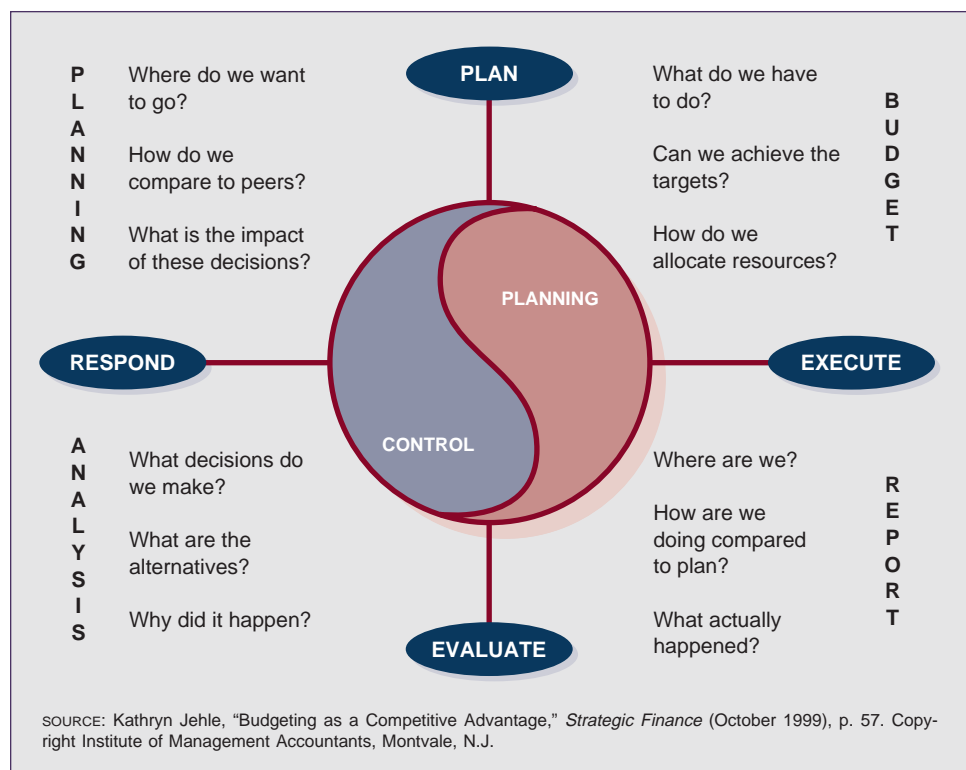 PLAN
PLANNING
Where do we want
to go?
How do we
compare to peers?
What is the impact
of these decisions?
What do we have
to do?
Can we achieve the
targets?
How do we
allocate resources?
BUDGET
PLANNING
CONTROL
RESPOND
EXECUTE
ANALYSIS
What decisions do
we make?
What are the
alternatives?
Why did it happen?
Where are we?
How are we
doing compared
to plan?
What actually
happened?
REPORT
EVALUATE
SOURCE: Kathryn Jehle, “Budgeting as a Competitive Advantage,” Strategic Finance (October 1999), p. 57. Copy-
right Institute of Management Accountants, Montvale, N.J.